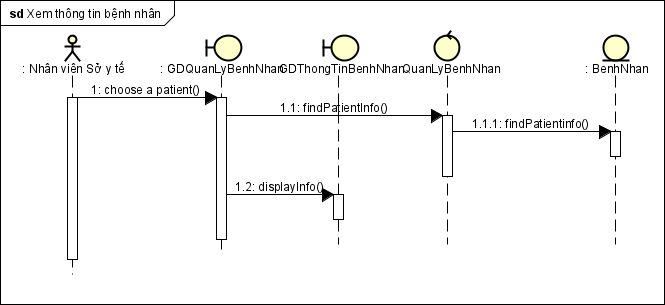 sd Xem thông tin bệnh nhân
: Nhân viên Sở y tế
: GDQuanLyBenhNhan
GDThongTinBenhNhan
QuanLyBenhNhan
: BenhNhan
1: choose a patient()
1.1: findPatientInfo()
1.1.1: findPatientinfo()
1.2: displayInfo()